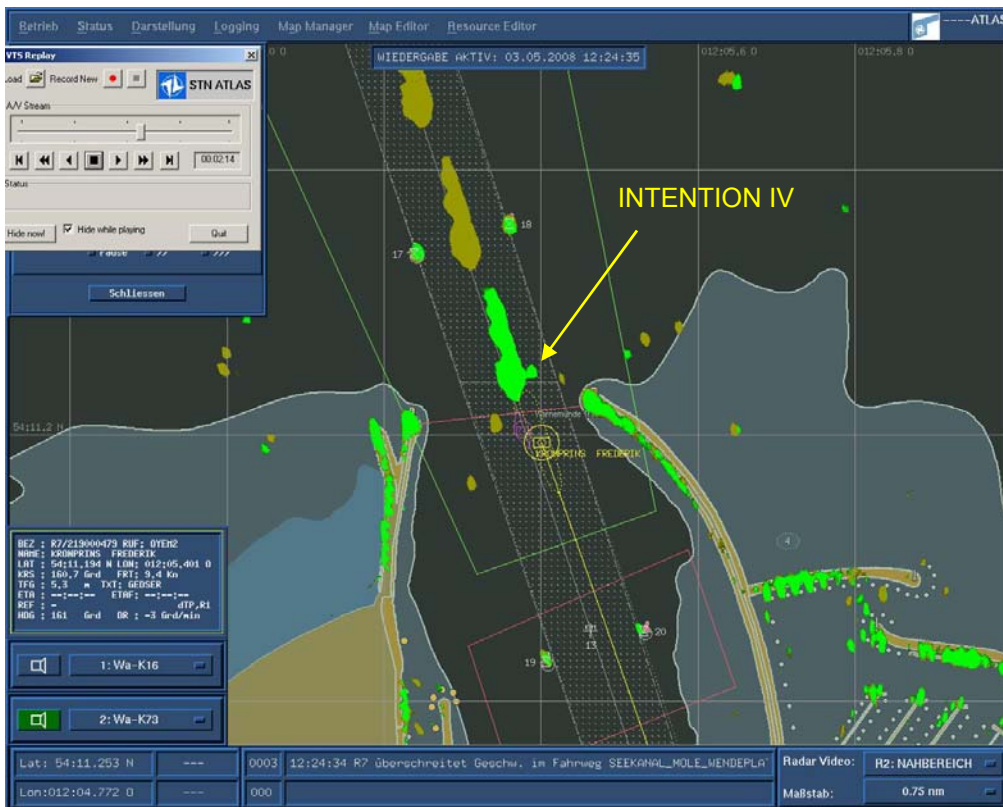 Betrieb Status Darstellung Logging Map Manager Map Editor Resource Editor
----ATLAS
VTS Replay
Load Record New
STN ATLAS
A/V Stream
00:02:14
Status
Hide now! Hide while playing Quit
Pause
Schliessen
WIEDERGABE AKTIV: 03.05.2008 12:24:35
012:05,6 O
012:05,8 O
INTENTION IV
18
17
54:11.2 N
KRONPRINS FREDERIK
4
BEZ : R7/219000479 RUF: OYEM2
NAME: KRONPRINS FREDERIK
LAT : 54:11,194 N LON: 012:05,401 O
KRS : 160,7 Grd FRT: 9,4 Kn
TFG : 5,3 m TXT: GEDSER
ETA : --:--:-- ETAF: --:--:--
REF : - dTP,R1
HDG : 161 Grd DR : -3 Grd/min
13
20
19
1: Wa-K16
2: Wa-K73
Lat: 54:11.253 N ---
0003 12:24:34 R7 überschreitet Geschw. im Fahrweg SEEKANAL_MOLE_WENDEPLA
Radar Video: R2: NAHBEREICH
Lon:012:04.772 O ---
000
Maßstab: 0.75 nm